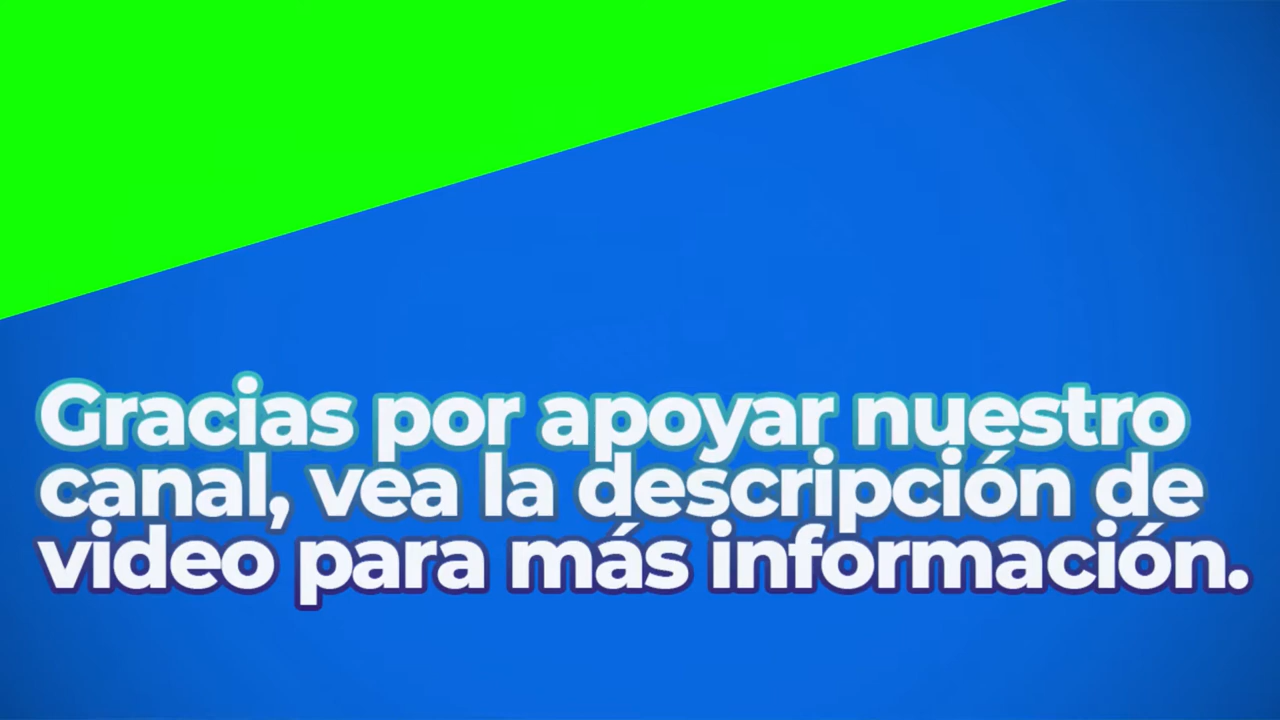 Gracias por apoyar nuestro
canal, vea la descripción de
video para más información.